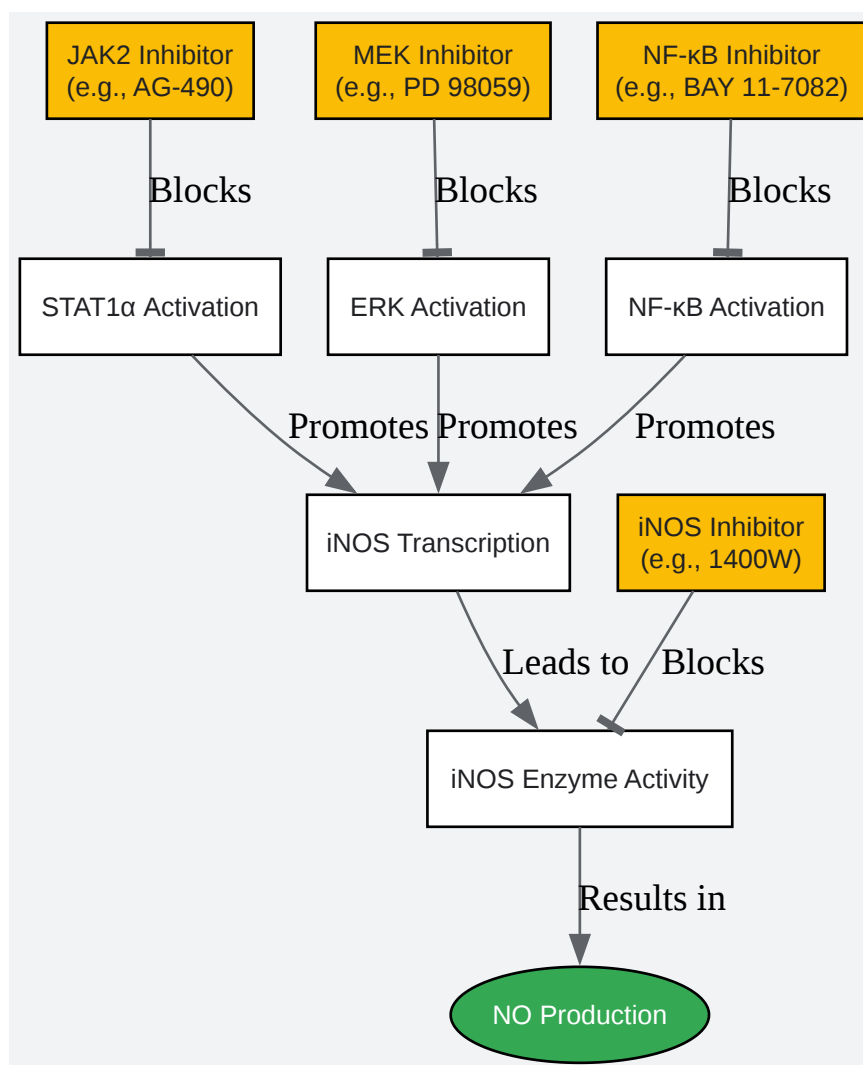 JAK2 Inhibitor
(e.g., AG-490)
MEK Inhibitor
(e.g., PD 98059)
NF-κB Inhibitor
(e.g., BAY 11-7082)
Blocks
Blocks
Blocks
STAT1α Activation
ERK Activation
NF-κB Activation
Promotes
Promotes
Promotes
iNOS Transcription
iNOS Inhibitor
(e.g., 1400W)
Leads to
Blocks
iNOS Enzyme Activity
Results in
NO Production